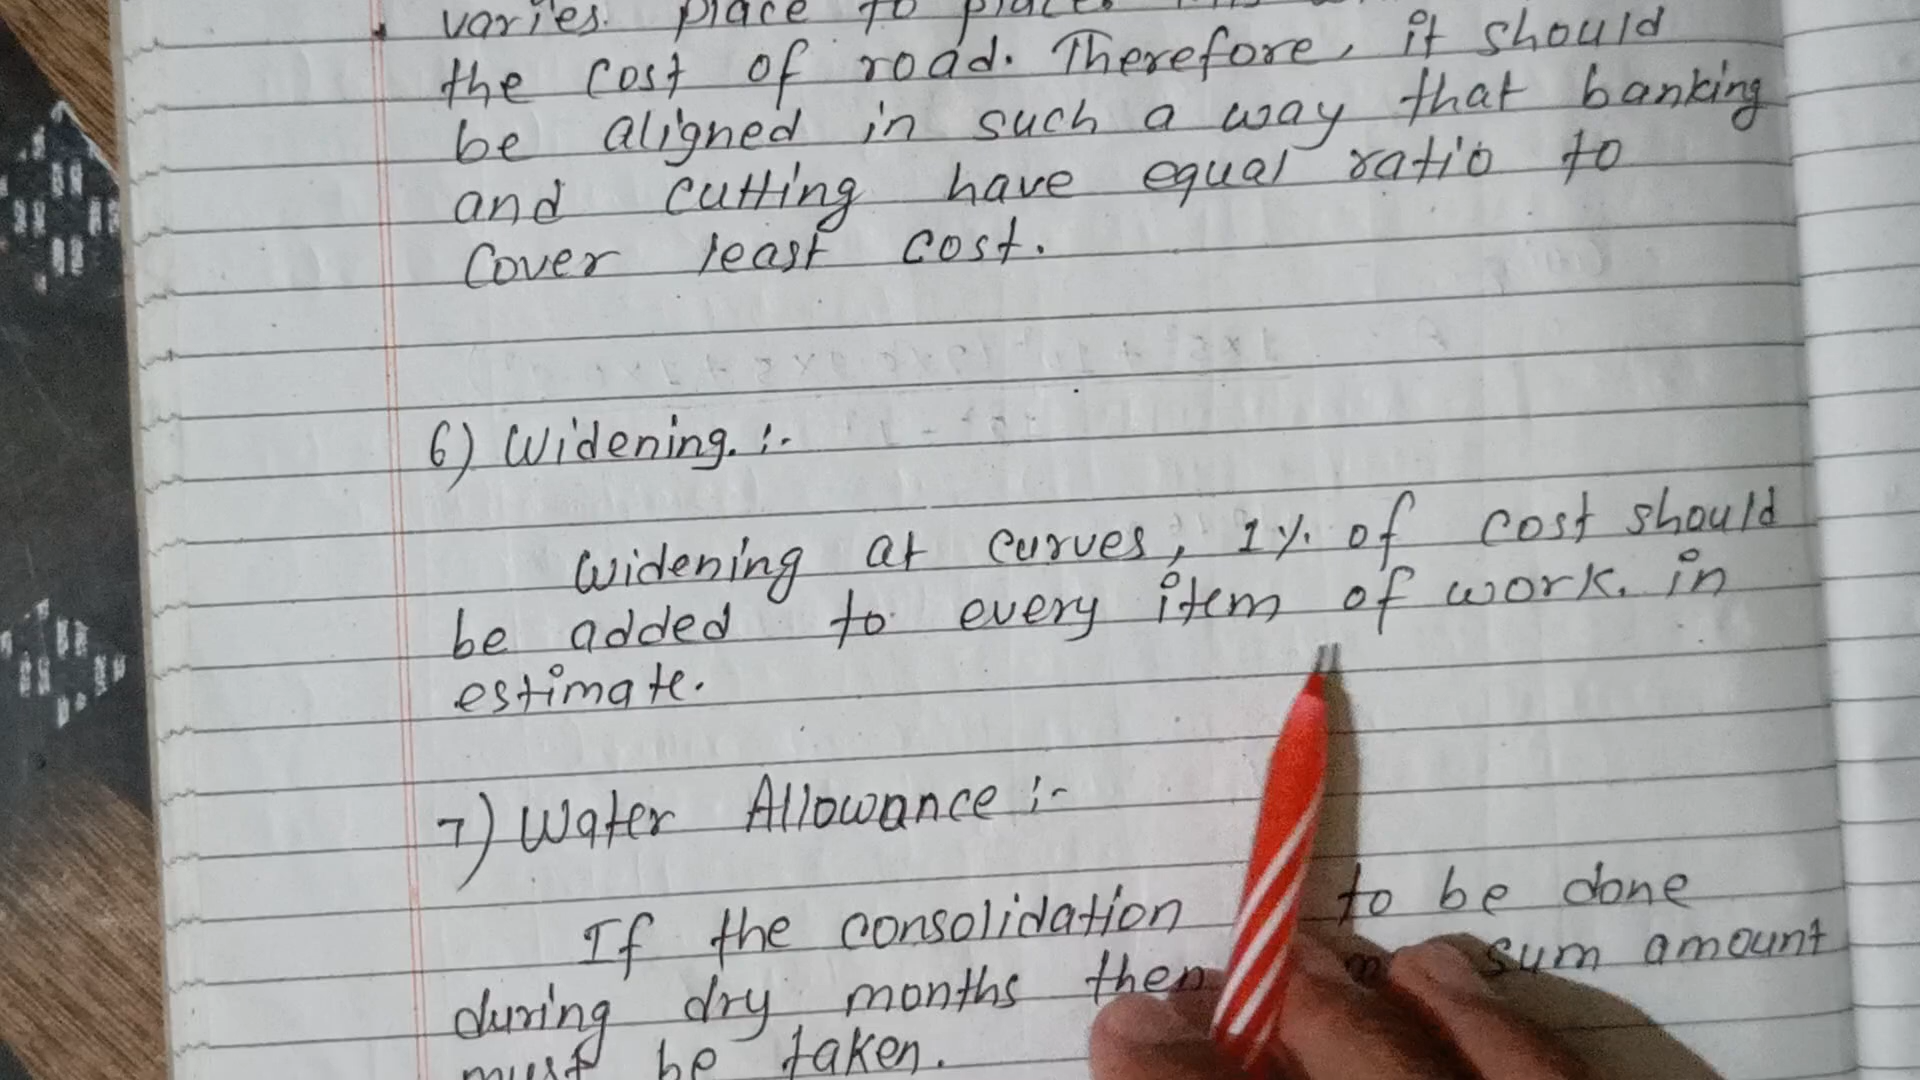 varies. place to place
the cost of road. Therefore, it should
be aligned in such a way that banking
and cutting have equal ratio to
cover least cost.
6) Widening. :-
Widening at curves, 1% of cost should
be added to every item of work. in
estimate.
7) Water Allowance :-
If the consolidation to be done
during dry months then sum amount
must be taken.